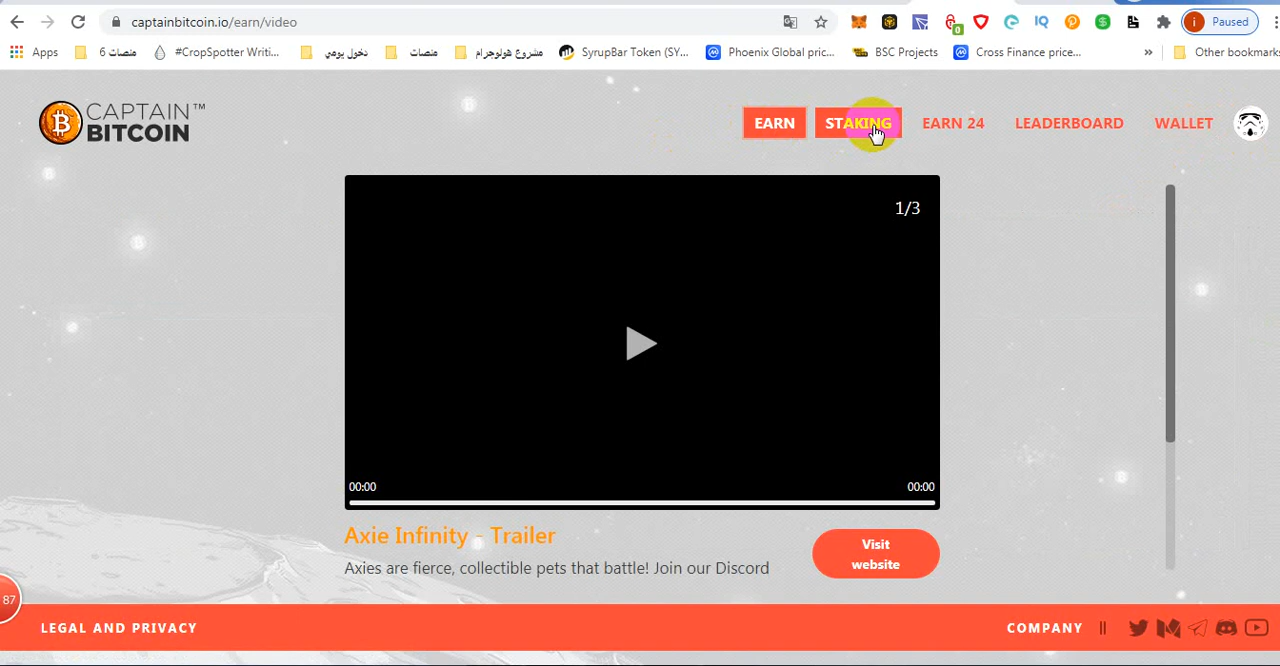 captainbitcoin.io/earn/video
0
IQ
i
Paused
Apps
منصات 6
#CropSpotter Writi...
دخول يومي
مشروع هولوجرام
منصات
SyrupBar Token (SY...
Phoenix Global pric...
BSC Projects
Cross Finance price...
»
Other bookmarks
CAPTAIN™
BITCOIN
EARN
STAKING
EARN 24
LEADERBOARD
WALLET
1/3
00:00
00:00
Axie Infinity - Trailer
Axies are fierce, collectible pets that battle! Join our Discord
Visit
website
87
LEGAL AND PRIVACY
COMPANY